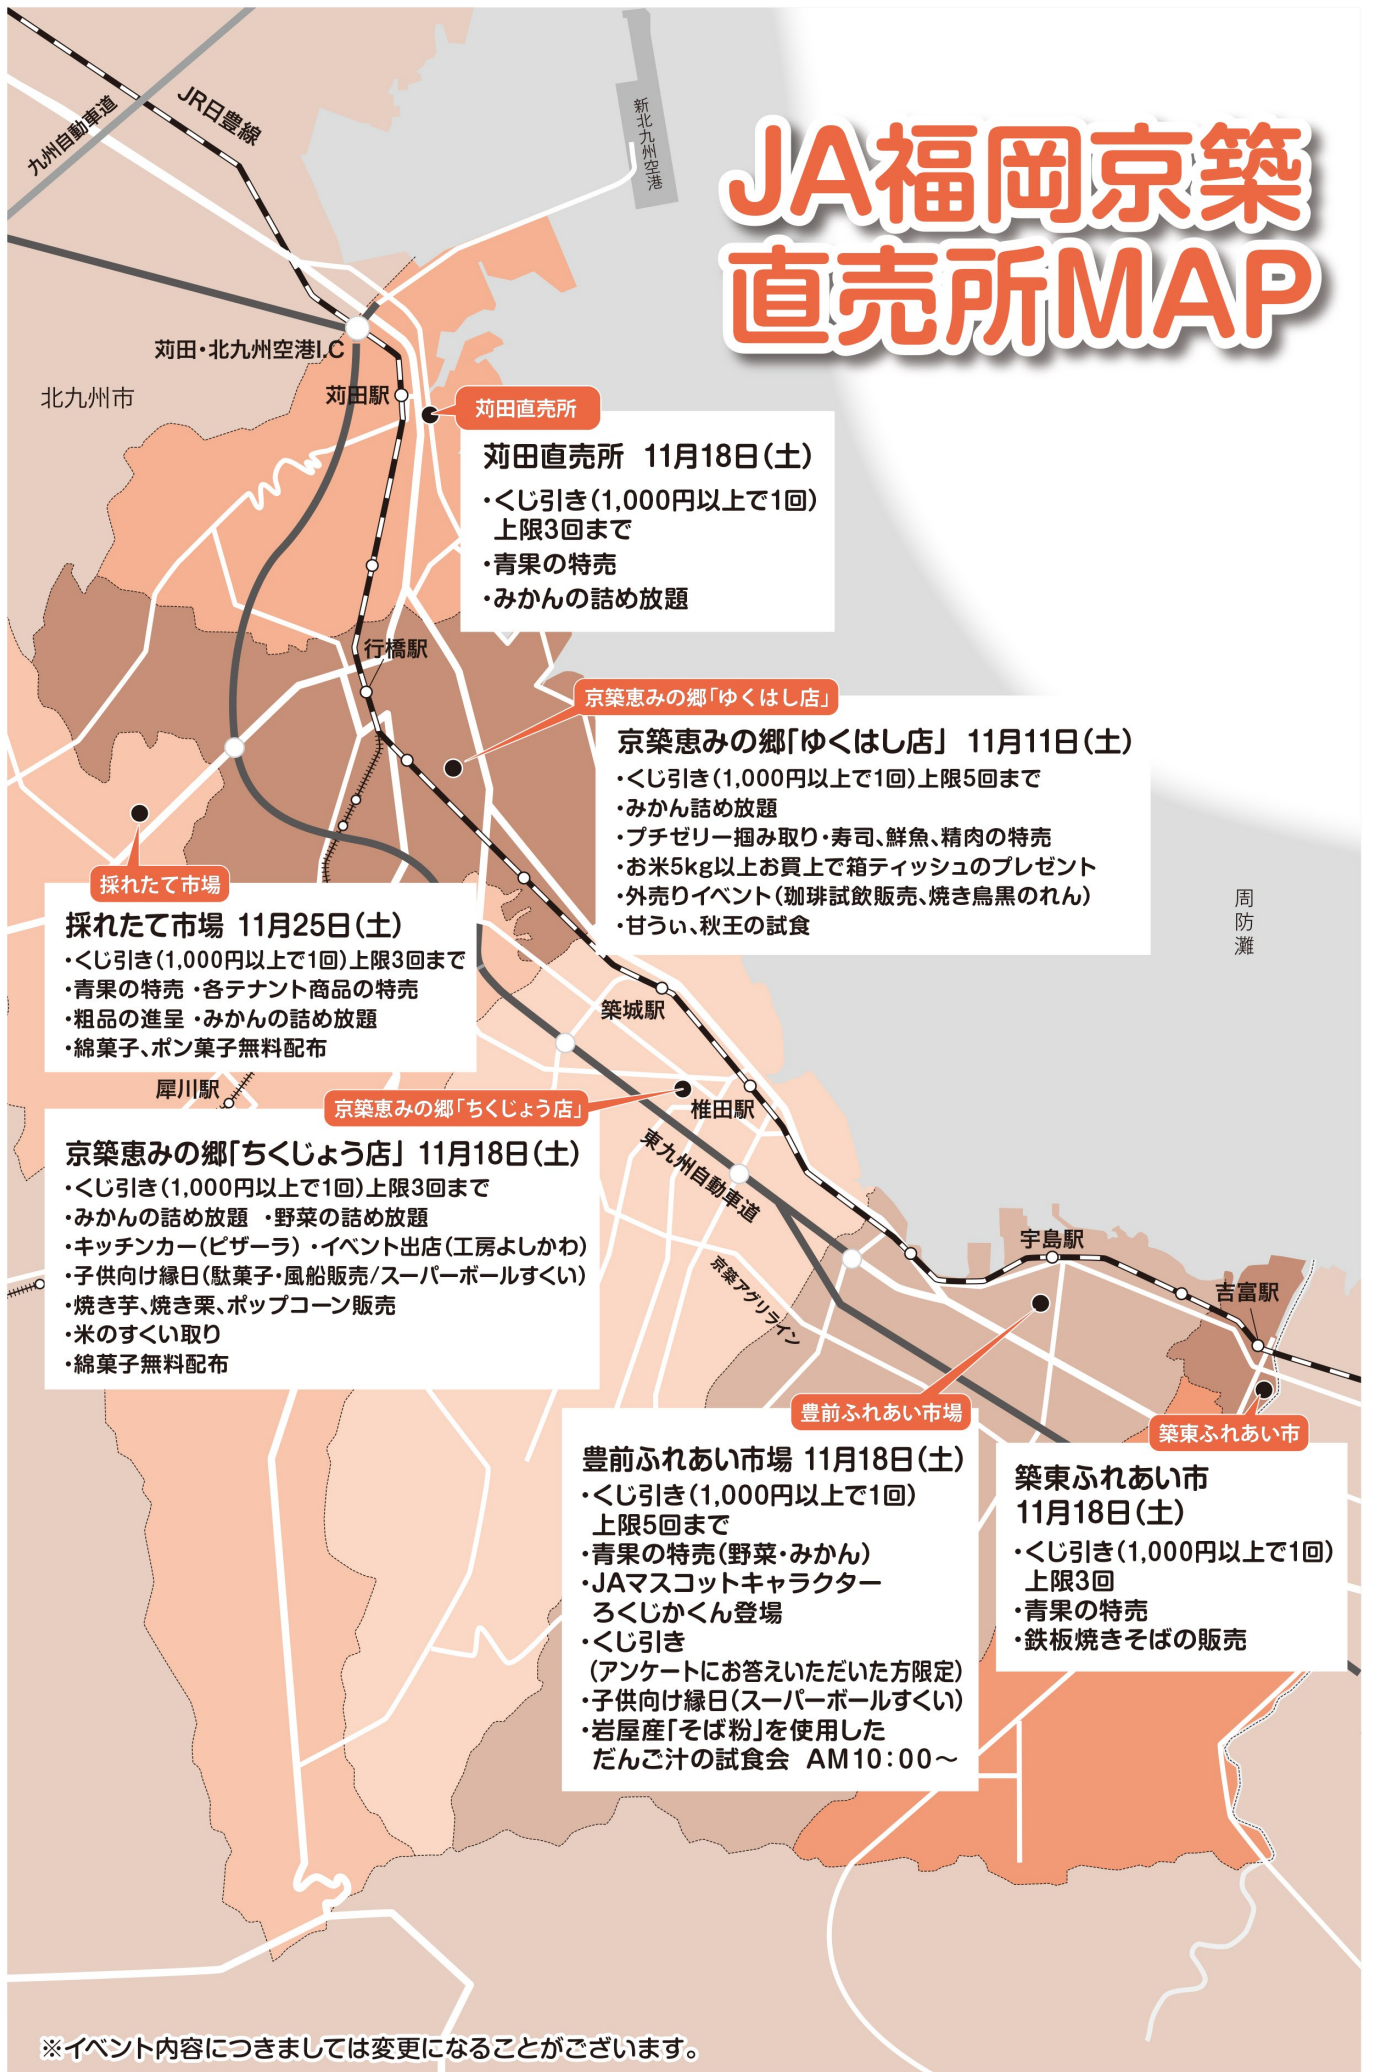 JA福岡京築
直売所MAP
JR日豊線
九州自動車道
新北九州空港
苅田・北九州空港I.C
北九州市
苅田駅
苅田直売所
苅田直売所 11月18日(土)
・くじ引き(1,000円以上で1回)
上限3回まで
・青果の特売
・みかんの詰め放題
行橋駅
京築恵みの郷「ゆくはし店」
京築恵みの郷「ゆくはし店」 11月11日(土)
・くじ引き(1,000円以上で1回)上限5回まで
・みかん詰め放題
・プチゼリー掴み取り・寿司、鮮魚、精肉の特売
・お米5kg以上お買上で箱ティッシュのプレゼント
・外売りイベント(珈琲試飲販売、焼き鳥黒のれん)
・甘うぃ、秋王の試食
周防灘
採れたて市場
採れたて市場 11月25日(土)
・くじ引き(1,000円以上で1回)上限3回まで
・青果の特売 ・各テナント商品の特売
・粗品の進呈 ・みかんの詰め放題
・綿菓子、ポン菓子無料配布
築城駅
犀川駅
椎田駅
東九州自動車道
京築恵みの郷「ちくじょう店」
京築恵みの郷「ちくじょう店」 11月18日(土)
・くじ引き(1,000円以上で1回)上限3回まで
・みかんの詰め放題 ・野菜の詰め放題
・キッチンカー(ピザーラ) ・イベント出店(工房よしかわ)
・子供向け縁日(駄菓子・風船販売/スーパーボールすくい)
・焼き芋、焼き栗、ポップコーン販売
・米のすくい取り
・綿菓子無料配布
京築アグリライン
宇島駅
吉富駅
豊前ふれあい市場
豊前ふれあい市場 11月18日(土)
・くじ引き(1,000円以上で1回)
上限5回まで
・青果の特売(野菜・みかん)
・JAマスコットキャラクター
ろくじかくん登場
・くじ引き
(アンケートにお答えいただいた方限定)
・子供向け縁日(スーパーボールすくい)
・岩屋産「そば粉」を使用した
だんご汁の試食会 AM10:00〜
築東ふれあい市
築東ふれあい市
11月18日(土)
・くじ引き(1,000円以上で1回)
上限3回
・青果の特売
・鉄板焼きそばの販売
※イベント内容につきましては変更になることがございます。